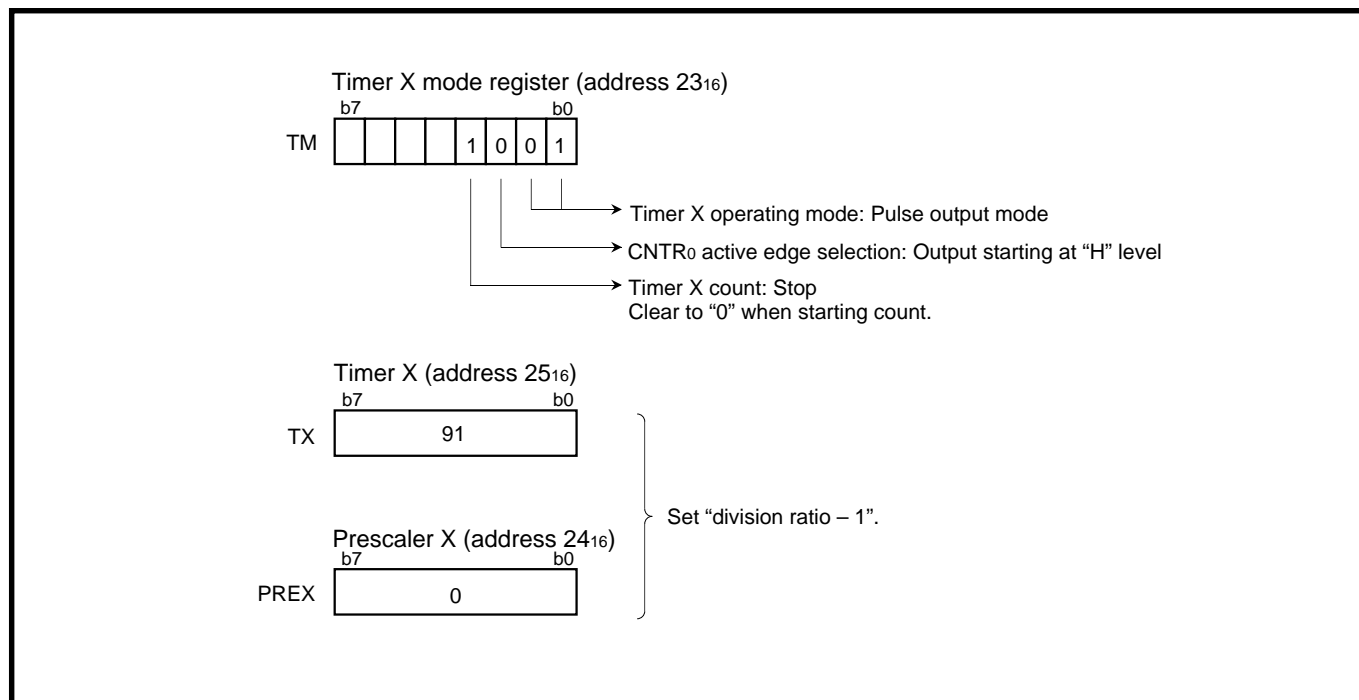 Timer X mode register (address 2316)
b7 b0
TM 1 0 0 1
Timer X operating mode: Pulse output mode
CNTR0 active edge selection: Output starting at “H” level
Timer X count: Stop
Clear to “0” when starting count.
Timer X (address 2516)
b7 b0
TX 91
Set “division ratio – 1”.
Prescaler X (address 2416)
b7 b0
PREX 0